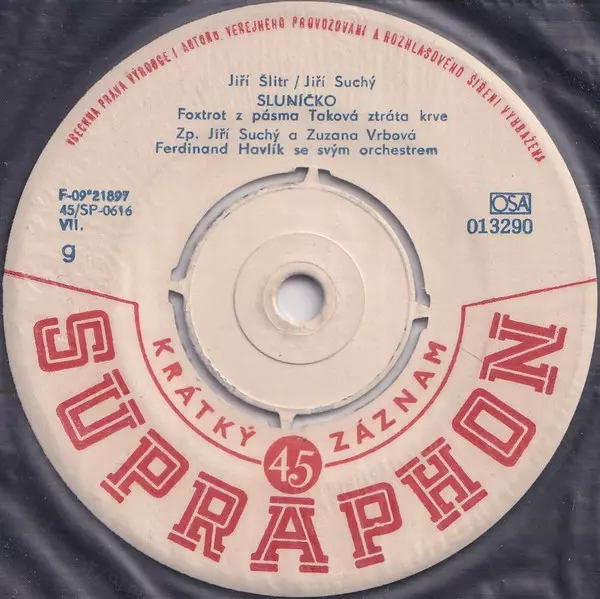 VŠECHNA PRÁVA VÝROBCE I AUTORŮ, VEŘEJNÉHO PROVOZOVÁNÍ A ROZHLASOVÉHO ŠÍŘENÍ VYHRAŽENA
Jiří Šlitr / Jiří Suchý
SLUNÍČKO
Foxtrot z pásma Taková ztráta krve
Zp. Jiří Suchý a Zuzana Vrbová
Ferdinand Havlík se svým orchestrem
F-09*21897
45/SP-0616
VII.
g
OSA
013290
KRÁTKÝ 45 ZÁZNAM
SUPRAPHON